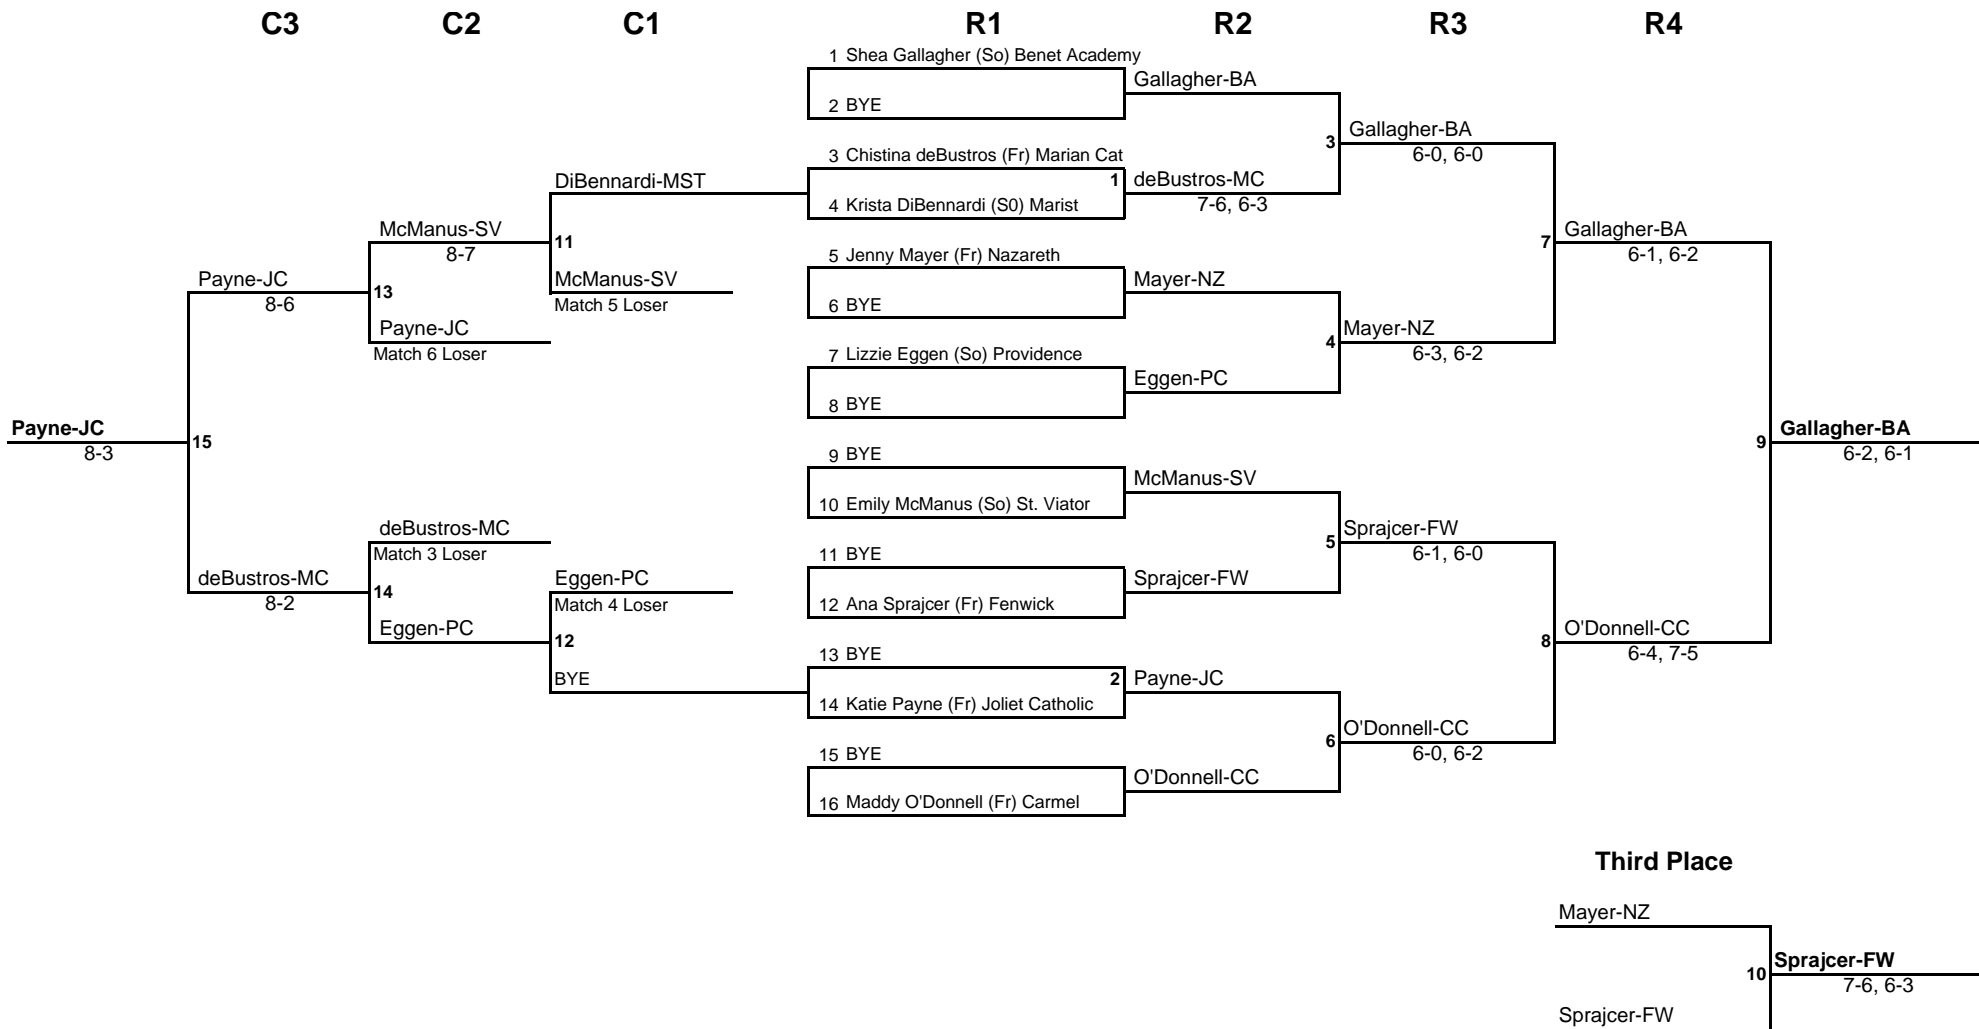 C3 C2 C1 R1 R2 R3 R4
1 Shea Gallagher (So) Benet Academy
Gallagher-BA
2 BYE
3 Gallagher-BA
6-0, 6-0
3 Chistina deBustros (Fr) Marian Cat
DiBennardi-MST
1 deBustros-MC
7-6, 6-3
4 Krista DiBennardi (S0) Marist
McManus-SV
8-7
11
7 Gallagher-BA
6-1, 6-2
5 Jenny Mayer (Fr) Nazareth
Payne-JC
8-6
13
McManus-SV
Match 5 Loser
Mayer-NZ
6 BYE
Payne-JC
Match 6 Loser
4 Mayer-NZ
6-3, 6-2
7 Lizzie Eggen (So) Providence
Eggen-PC
8 BYE
Payne-JC
8-3
15
9 Gallagher-BA
6-2, 6-1
9 BYE
McManus-SV
10 Emily McManus (So) St. Viator
deBustros-MC
Match 3 Loser
5 Sprajcer-FW
6-1, 6-0
11 BYE
deBustros-MC
8-2
14
Eggen-PC
Match 4 Loser
Sprajcer-FW
12 Ana Sprajcer (Fr) Fenwick
Eggen-PC
12
8 O'Donnell-CC
6-4, 7-5
13 BYE
BYE
2 Payne-JC
14 Katie Payne (Fr) Joliet Catholic
6 O'Donnell-CC
6-0, 6-2
15 BYE
O'Donnell-CC
16 Maddy O'Donnell (Fr) Carmel
Third Place
Mayer-NZ
10 Sprajcer-FW
7-6, 6-3
Sprajcer-FW